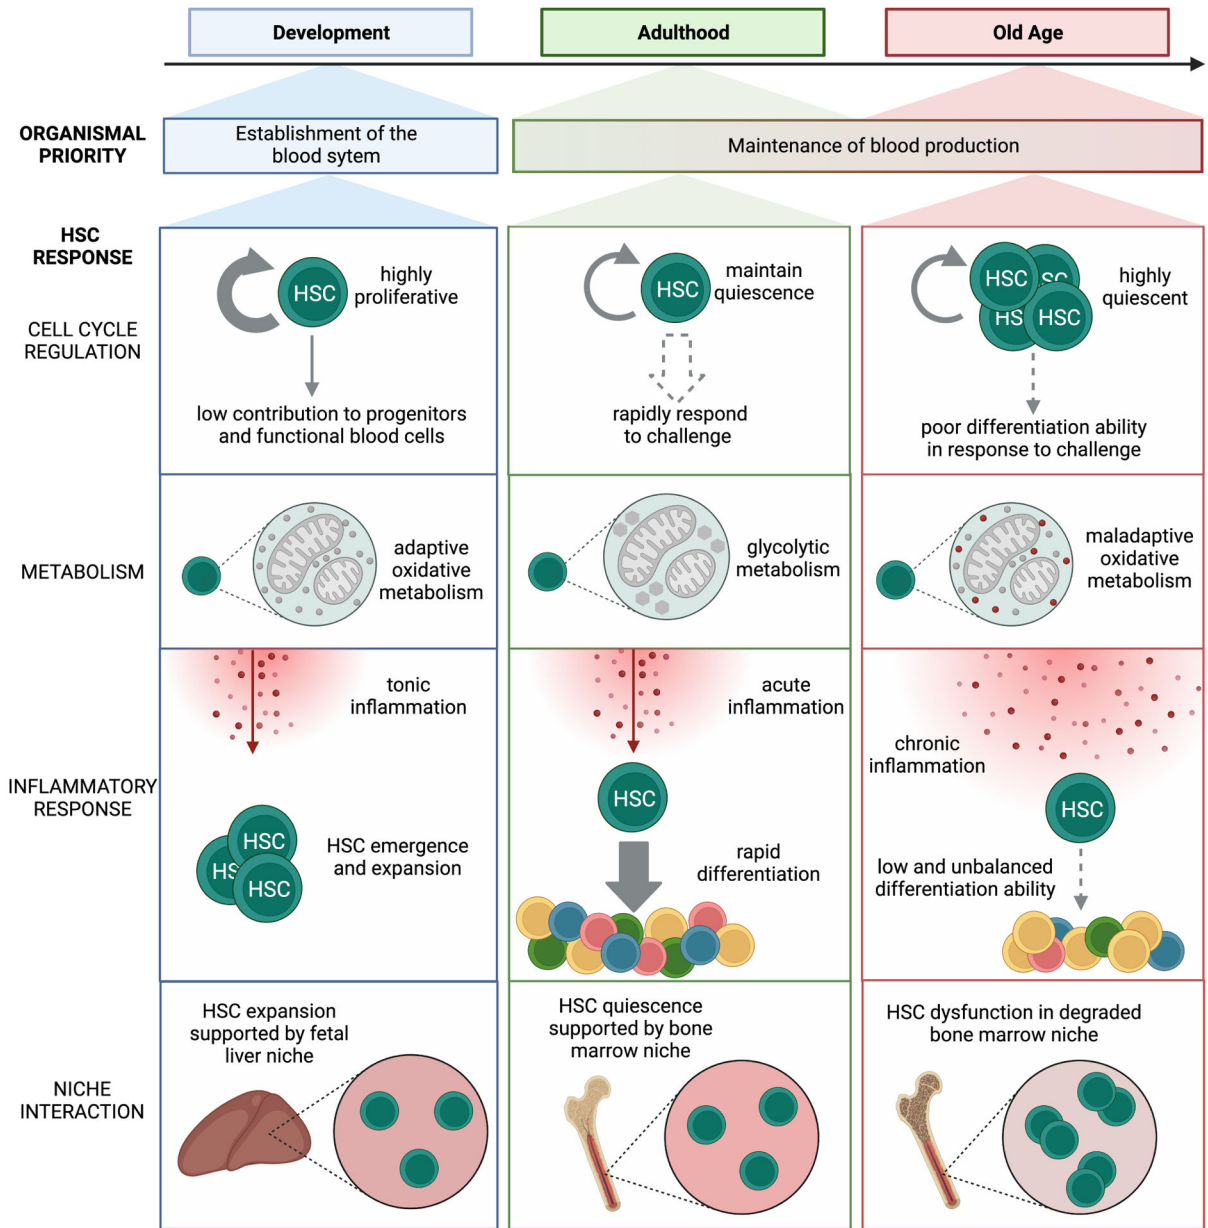 Development
Adulthood
Old Age
ORGANISMAL
PRIORITY
Establishment of the
blood sytem
Maintenance of blood production
HSC
RESPONSE
CELL CYCLE
REGULATION
HSC
highly
proliferative
low contribution to progenitors
and functional blood cells
HSC
maintain
quiescence
rapidly respond
to challenge
HSC
SC
HS
HSC
highly
quiescent
poor differentiation ability
in response to challenge
METABOLISM
adaptive
oxidative
metabolism
glycolytic
metabolism
maladaptive
oxidative
metabolism
INFLAMMATORY
RESPONSE
tonic
inflammation
HSC
HS
HSC
HSC emergence
and expansion
acute
inflammation
HSC
rapid
differentiation
chronic
inflammation
HSC
low and unbalanced
differentiation ability
NICHE
INTERACTION
HSC expansion
supported by fetal
liver niche
HSC quiescence
supported by bone
marrow niche
HSC dysfunction in degraded
bone marrow niche